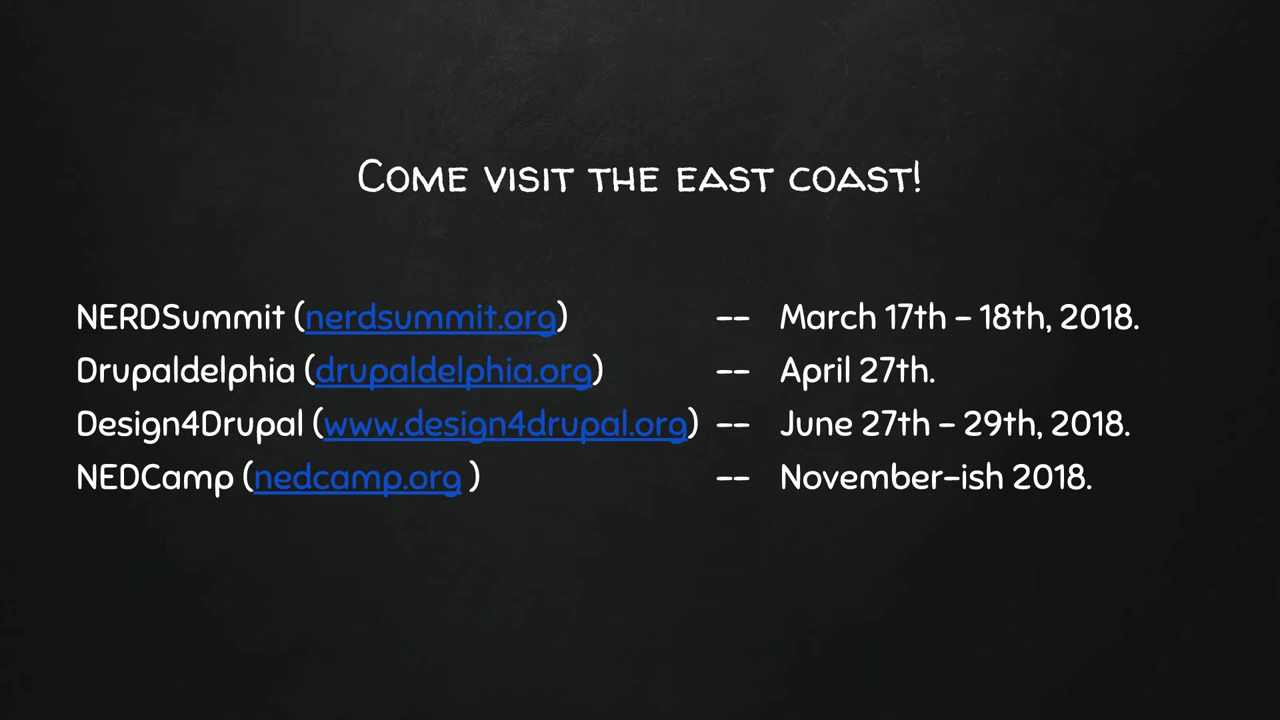 Come visit the east coast!
NERDSummit (nerdsummit.org) -- March 17th - 18th, 2018.
Drupaldelphia (drupaldelphia.org) -- April 27th.
Design4Drupal (www.design4drupal.org) -- June 27th - 29th, 2018.
NEDCamp (nedcamp.org ) -- November-ish 2018.